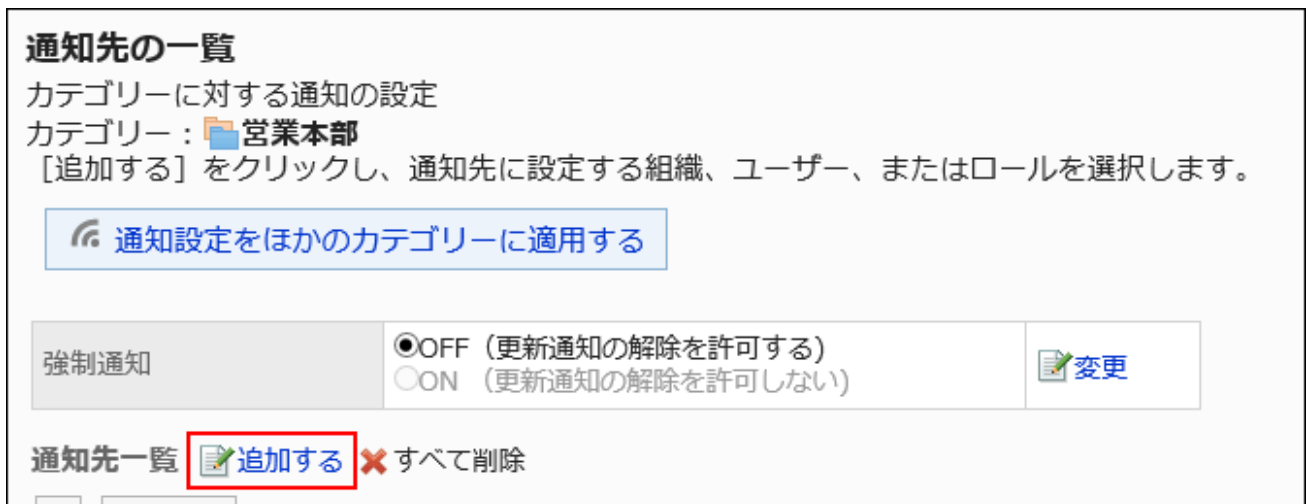 通知先の一覧
カテゴリーに対する通知の設定
カテゴリー：営業本部
［追加する］をクリックし、通知先に設定する組織、ユーザー、またはロールを選択します。
通知設定をほかのカテゴリーに適用する
強制通知
OFF（更新通知の解除を許可する）
ON （更新通知の解除を許可しない）
変更
通知先一覧 追加する すべて削除